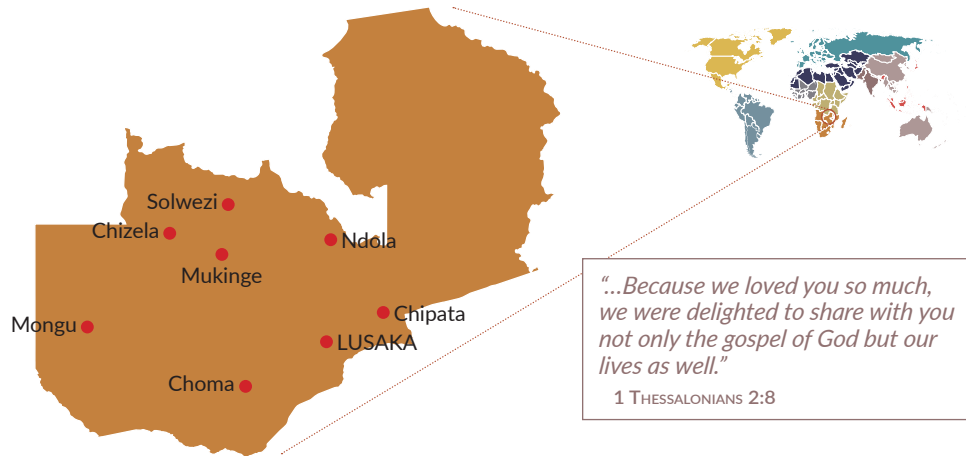 Solwezi
Chizela
Ndola
Mukinge
Chipata
Mongu
LUSAKA
Choma
“...Because we loved you so much,
we were delighted to share with you
not only the gospel of God but our
lives as well.”
1 Thessalonians 2:8